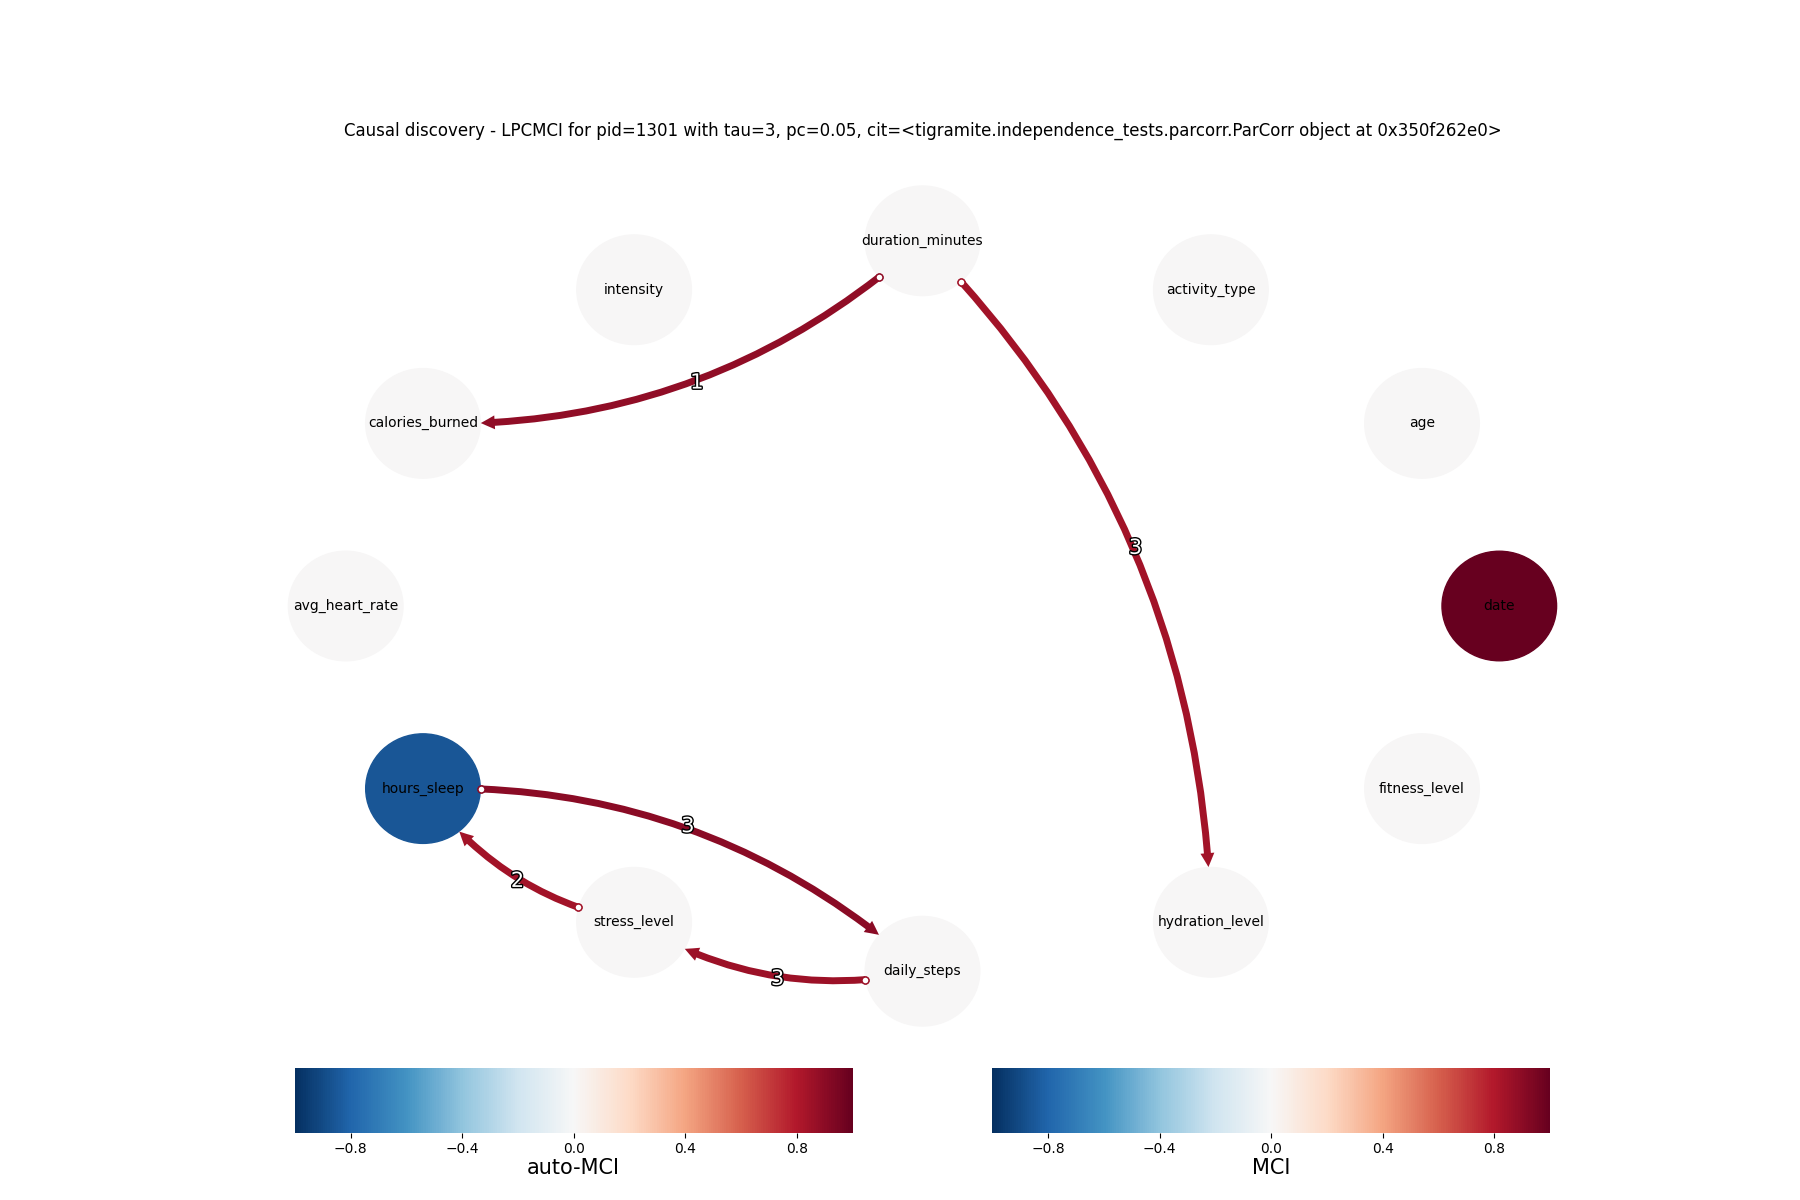 Causal discovery - LPCMCI for pid=1301 with tau=3, pc=0.05, cit=<tigramite.independence_tests.parcorr.ParCorr object at 0x350f262e0>
duration_minutes
intensity
activity_type
1
calories_burned
age
3
avg_heart_rate
date
hours_sleep
fitness_level
3
2
stress_level
hydration_level
daily_steps
3
−0.8 −0.4 0.0 0.4 0.8
auto-MCI
−0.8 −0.4 0.0 0.4 0.8
MCI